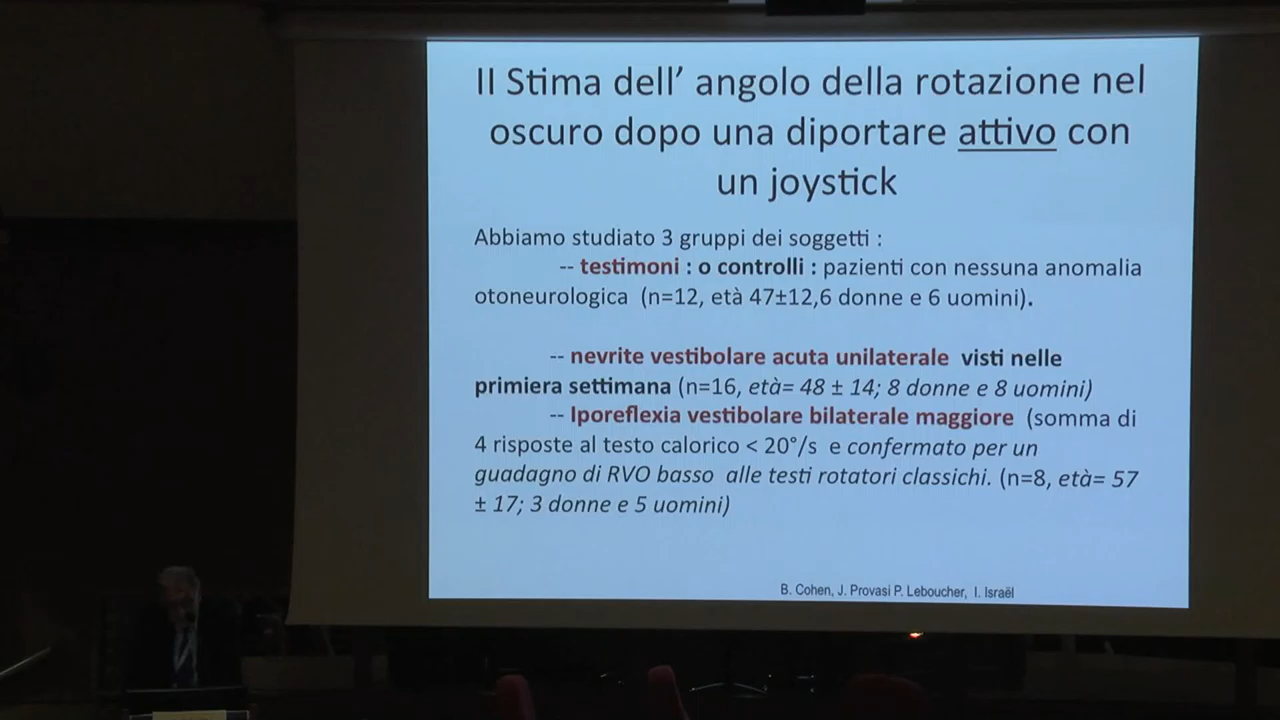 II Stima dell’ angolo della rotazione nel
oscuro dopo una diportare attivo con
un joystick
Abbiamo studiato 3 gruppi dei soggetti :
-- testimoni : o controlli : pazienti con nessuna anomalia
otoneurologica (n=12, età 47±12,6 donne e 6 uomini).
-- nevrite vestibolare acuta unilaterale visti nelle
primiera settimana (n=16, età= 48 ± 14; 8 donne e 8 uomini)
-- Iporeflexia vestibolare bilaterale maggiore (somma di
4 risposte al testo calorico < 20°/s e confermato per un
guadagno di RVO basso alle testi rotatori classichi. (n=8, età= 57
± 17; 3 donne e 5 uomini)
B. Cohen, J. Provasi P. Leboucher, I. Israël